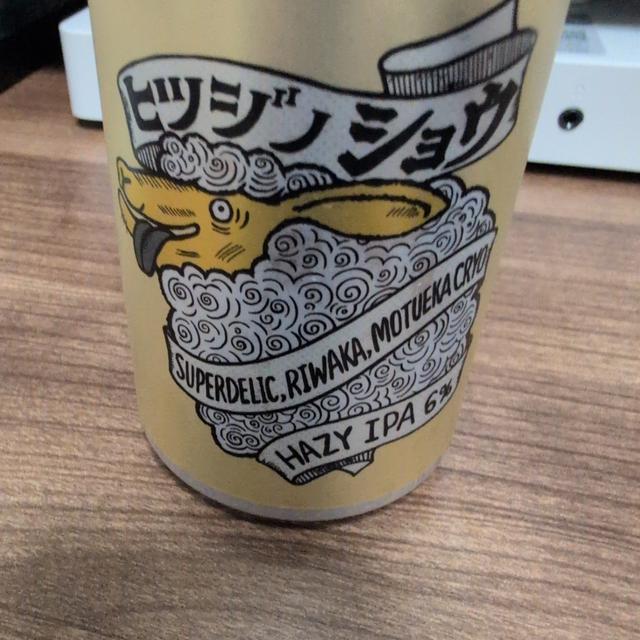 ヒツジノショウ
SUPERDELIC, RIWAKA, MOTUEKA CRYO
HAZY IPA 6%